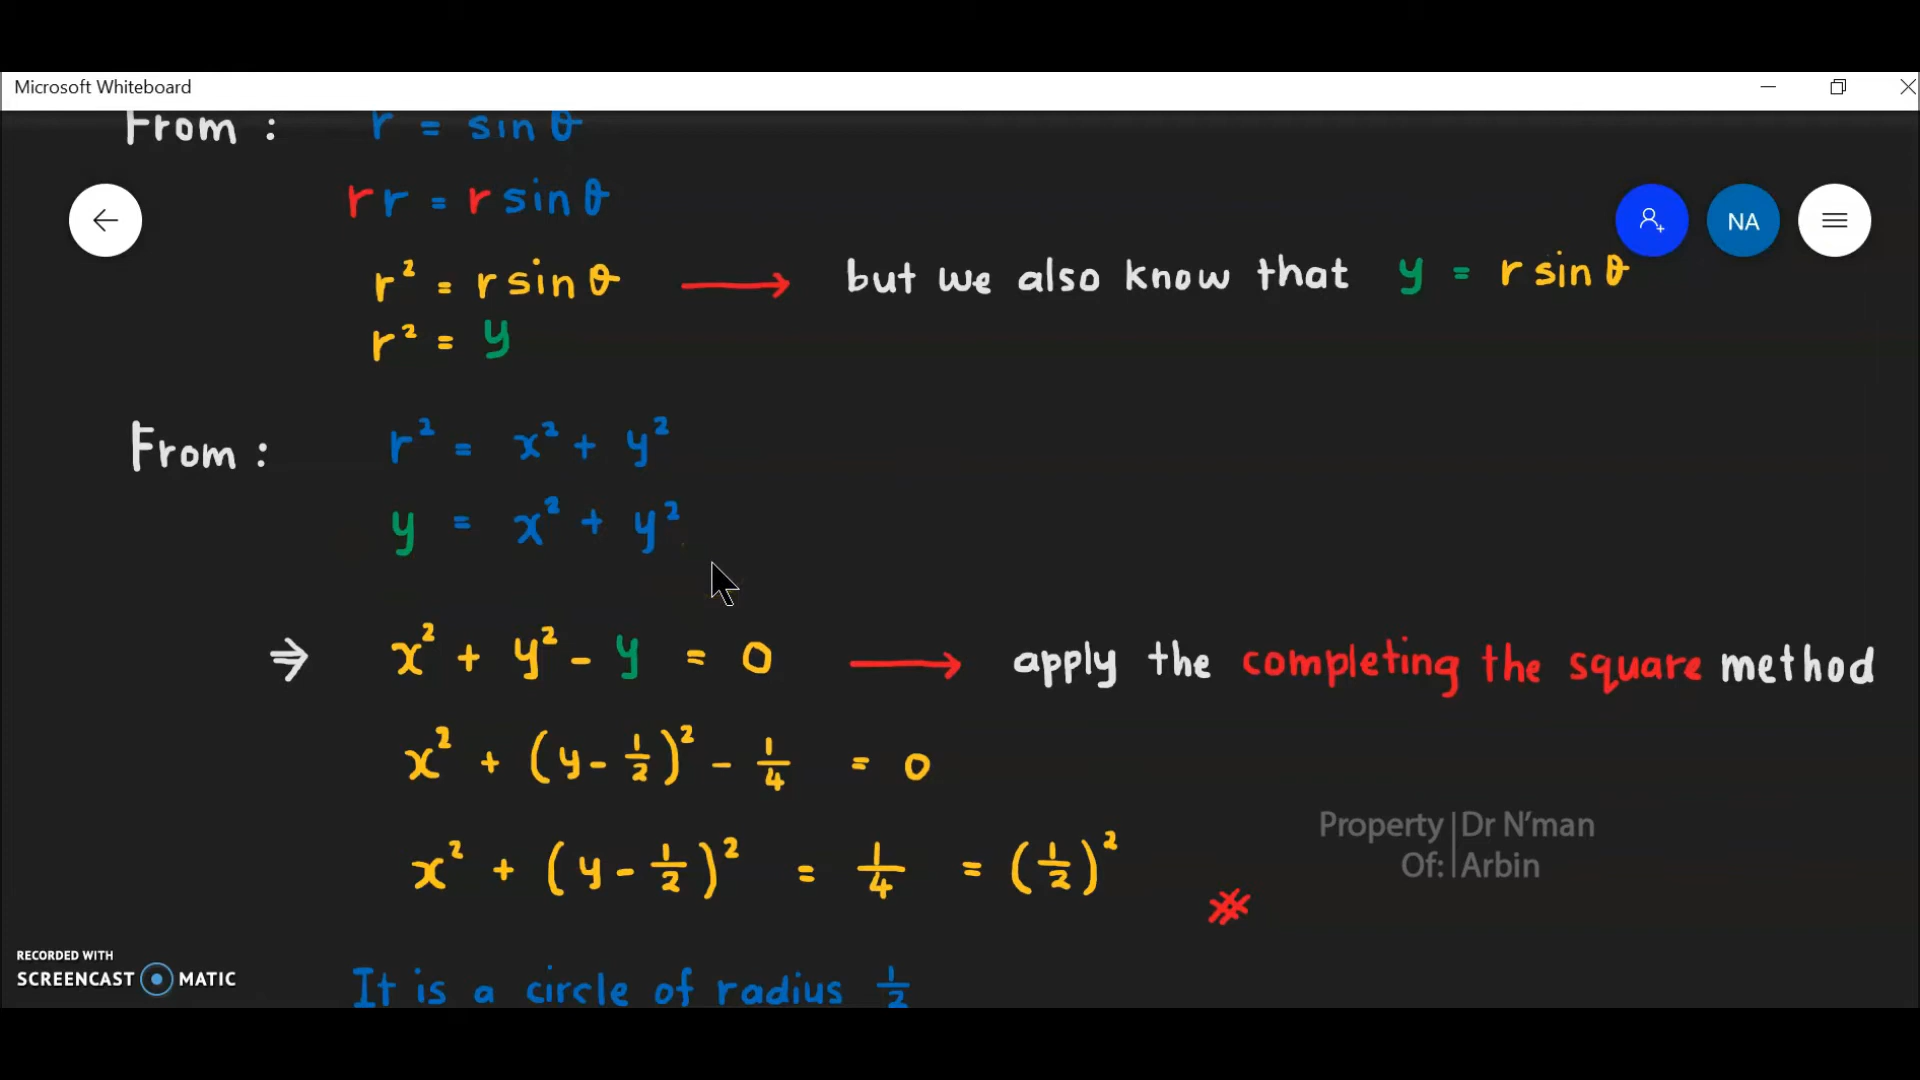 Microsoft Whiteboard
From : r = sin θ
rr = r sin θ
NA
r² = r sin θ ⟶ but we also know that y = r sin θ
r² = y
From : r² = x² + y²
y = x² + y²
⇒ x² + y² - y = 0 ⟶ apply the completing the square method
x² + (y - 1/2)² - 1/4 = 0
x² + (y - 1/2)² = 1/4 = (1/2)²
Property Of: | Dr N'man Arbin
It is a circle of radius 1/2
RECORDED WITH
SCREENCAST MATIC